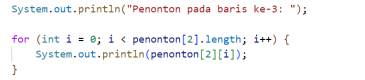 System.out.println("Penonton pada baris ke-3: ");
for (int i = 0; i < penonton[2].length; i++) {
System.out.println(penonton[2][i]);
}